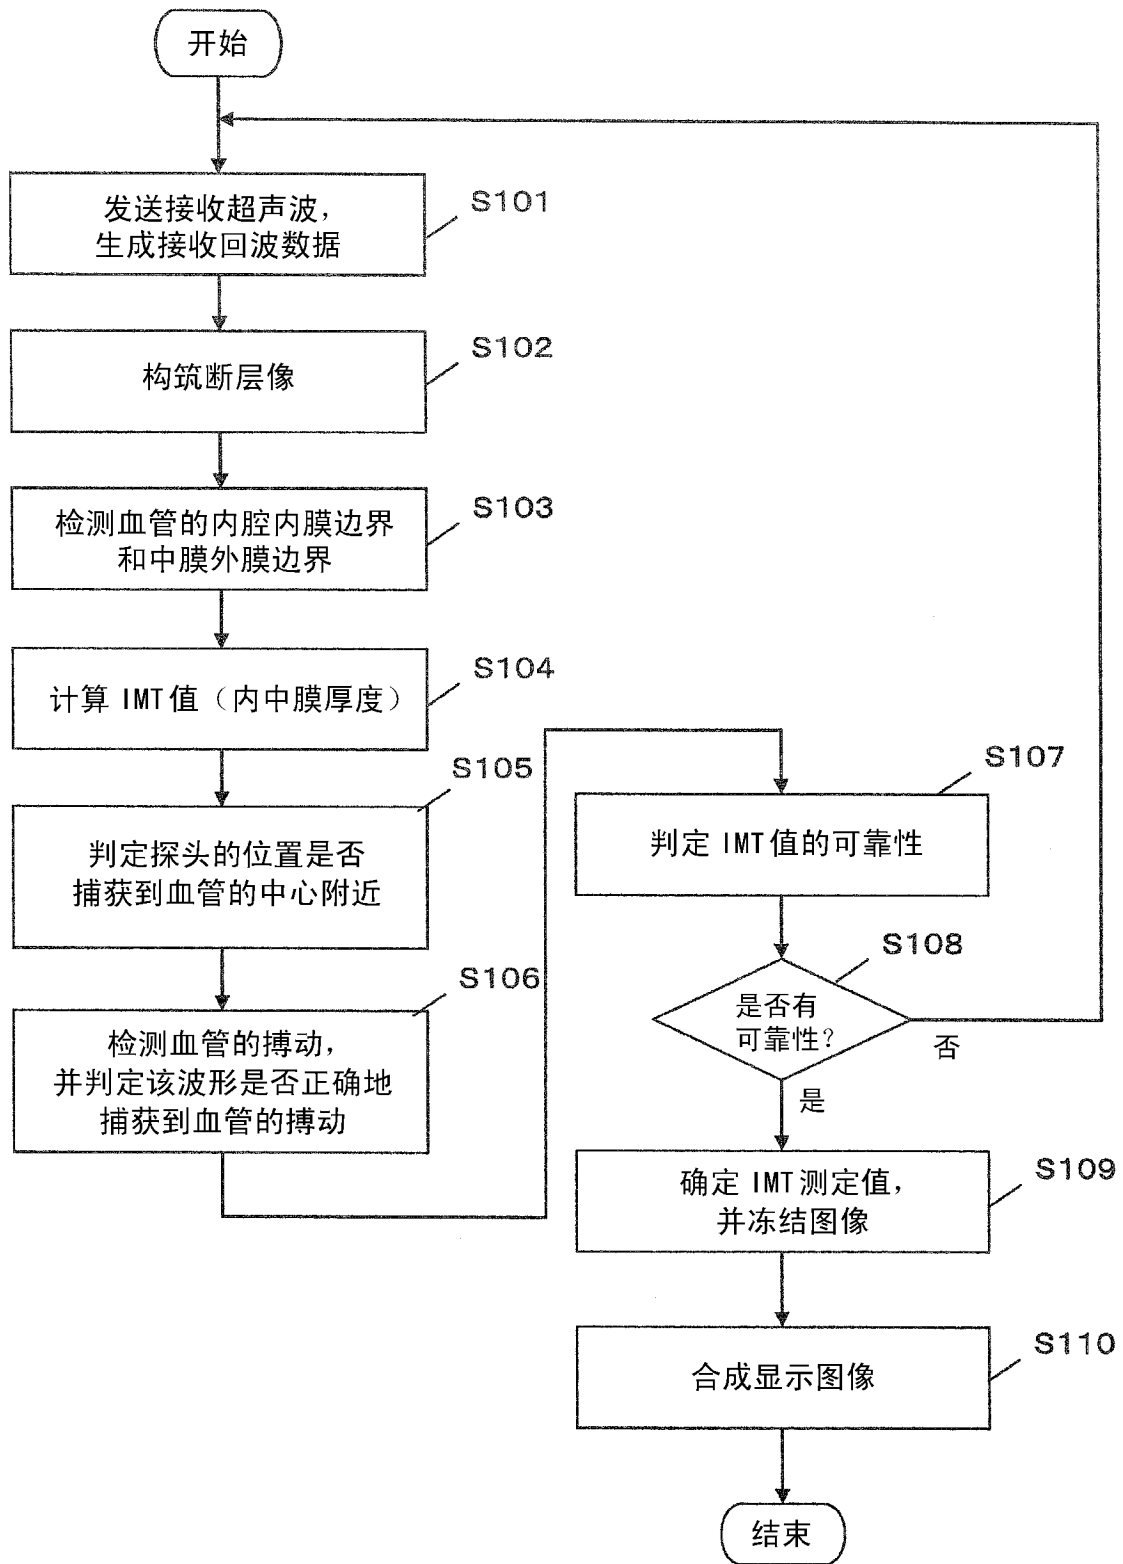 开始
发送接收超声波，
生成接收回波数据
S101
构筑断层像
S102
检测血管的内腔内膜边界
和中膜外膜边界
S103
计算 IMT值（内中膜厚度）
S104
判定探头的位置是否
捕获到血管的中心附近
S105
检测血管的搏动，
并判定该波形是否正确地
捕获到血管的搏动
S106
判定 IMT值的可靠性
S107
是否有
可靠性？
S108
否
是
确定 IMT 测定值，
并冻结图像
S109
合成显示图像
S110
结束